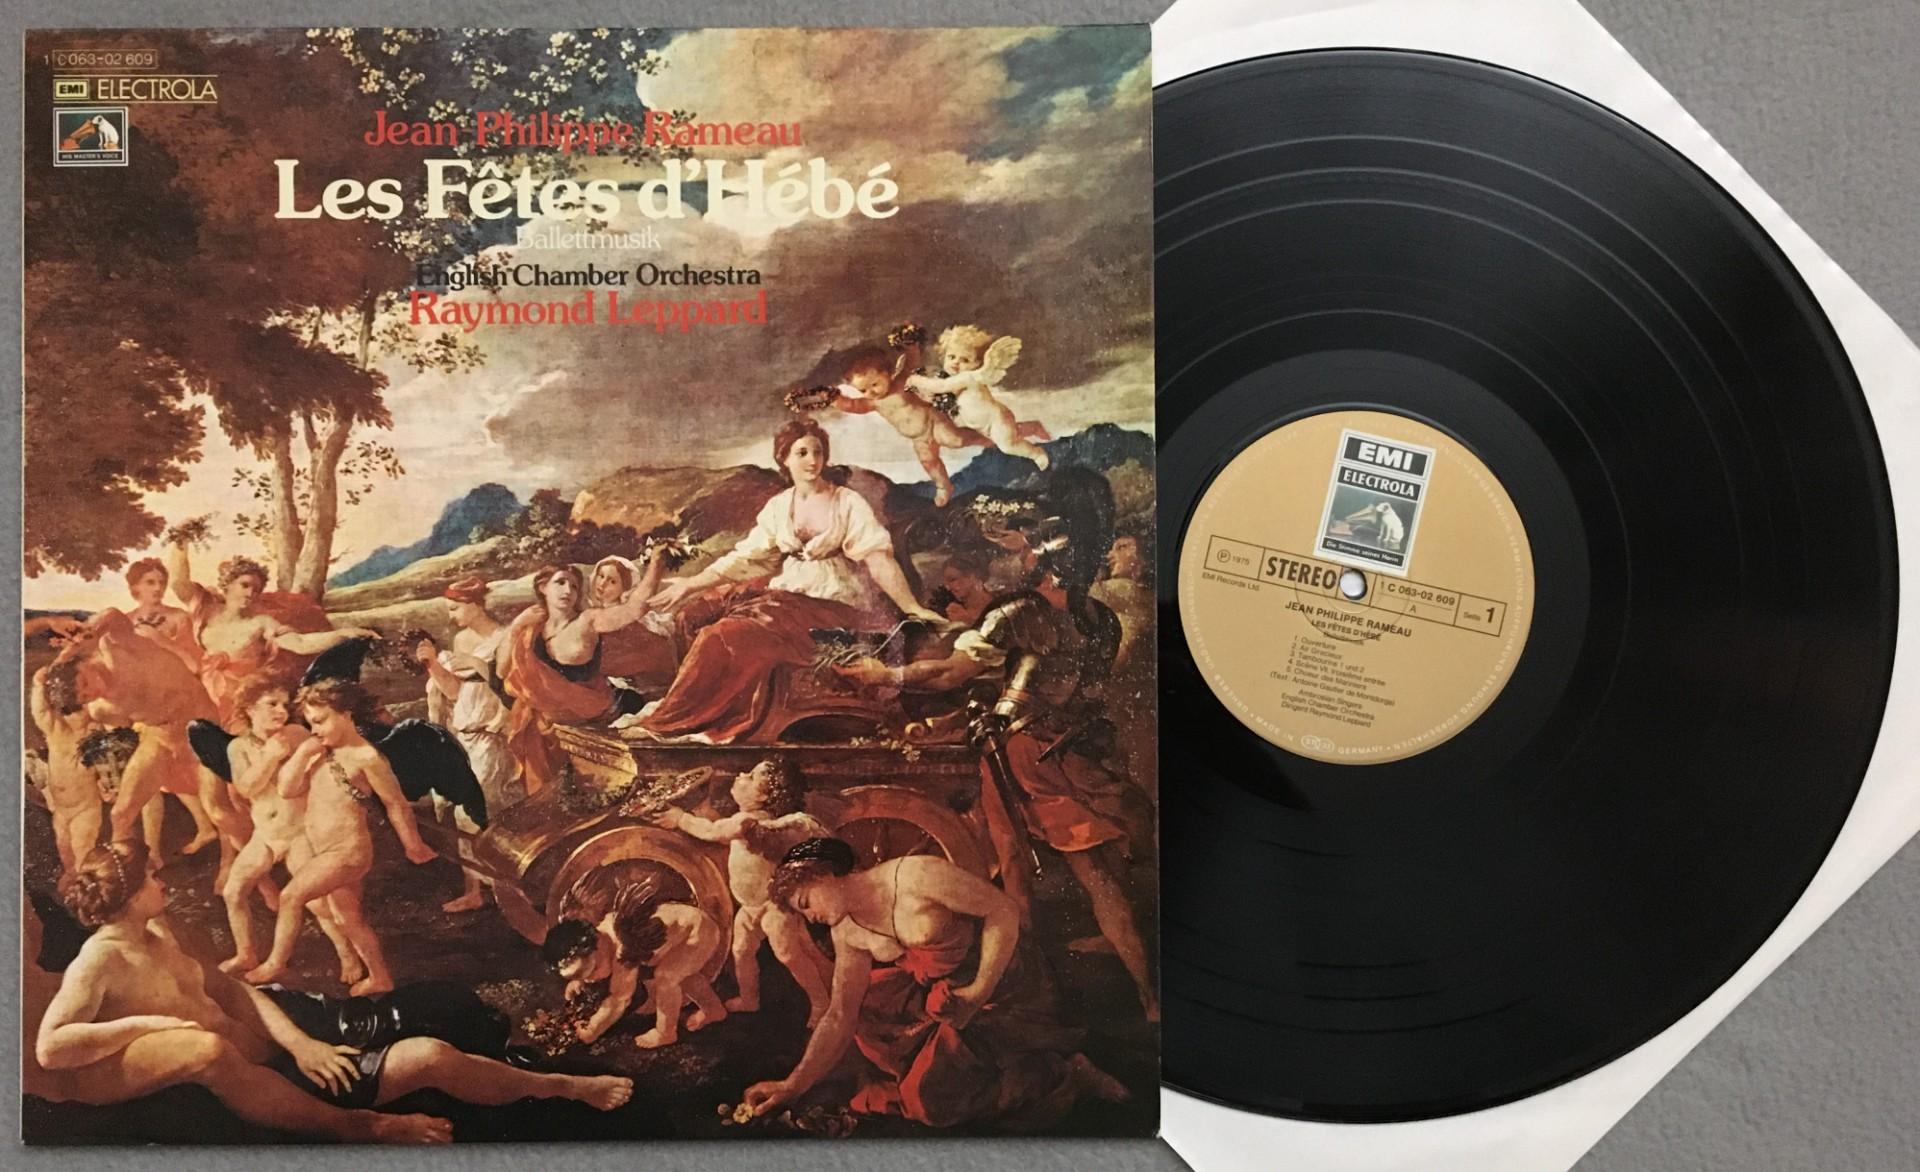 1 C 063-02 609
EMI ELECTROLA
HIS MASTER'S VOICE
Jean-Philippe Rameau
Les Fêtes d'Hébé
Ballettmusik
English Chamber Orchestra
Raymond Leppard
EMI
ELECTROLA
Die Stimme seines Herrn
℗ 1975
STEREO
1 C 063-02 609
A
Seite 1
EMI Records Ltd.
JEAN PHILIPPE RAMEAU
LES FÊTES D'HÉBÉ
Ballettmusik
1. Ouverture
2. Air Gracieux
3. Tambourins 1 und 2
4. Scène VII, troisième entrée
5. Chœur des Mariniers
(Text: Antoine Gautier de Montdorge)
Ambrosian Singers
English Chamber Orchestra
Dirigent Raymond Leppard
MADE IN GERMANY